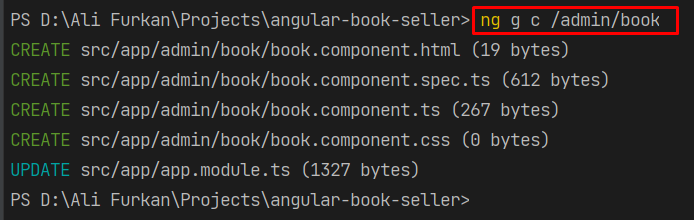 PS D:\Ali Furkan\Projects\angular-book-seller> ng g c /admin/book
CREATE src/app/admin/book/book.component.html (19 bytes)
CREATE src/app/admin/book/book.component.spec.ts (612 bytes)
CREATE src/app/admin/book/book.component.ts (267 bytes)
CREATE src/app/admin/book/book.component.css (0 bytes)
UPDATE src/app/app.module.ts (1327 bytes)
PS D:\Ali Furkan\Projects\angular-book-seller>